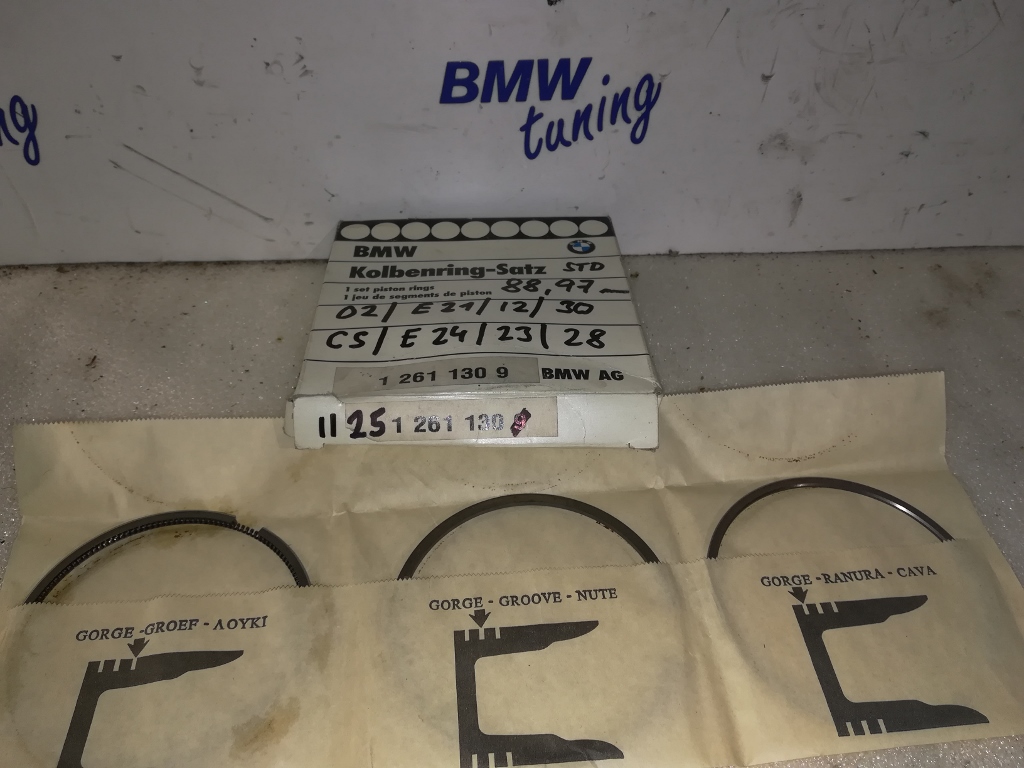 BMW
tuning
ng
BMW
Kolbenring-Satz STD
1 set piston rings 88,97
1 jeu de segments de piston
02/ E21/12/30
CS/E24/23/28
1 261 130 9 BMW AG
11 25 1 261 130
GORGE - GROEF - ΛΟΥΚΙ
GORGE - GROOVE - NUTE
GORGE - RANURA - CAVA